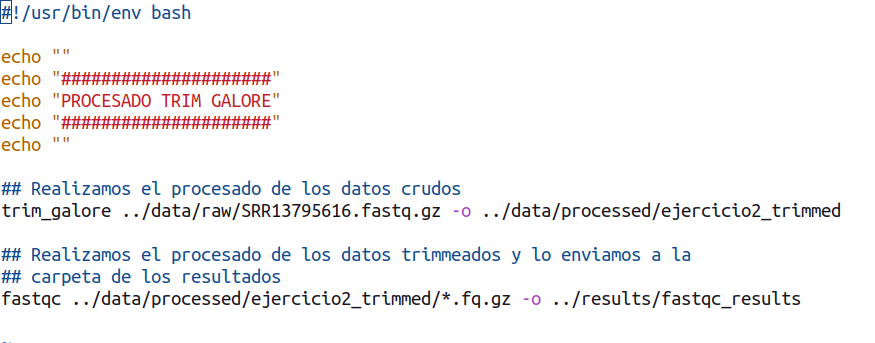 #!/usr/bin/env bash
echo ""
echo "#####################"
echo "PROCESADO TRIM GALORE"
echo "#####################"
echo ""
## Realizamos el procesado de los datos crudos
trim_galore ../data/raw/SRR13795616.fastq.gz -o ../data/processed/ejercicio2_trimmed
## Realizamos el procesado de los datos trimmeados y lo enviamos a la
## carpeta de los resultados
fastqc ../data/processed/ejercicio2_trimmed/*.fq.gz -o ../results/fastqc_results